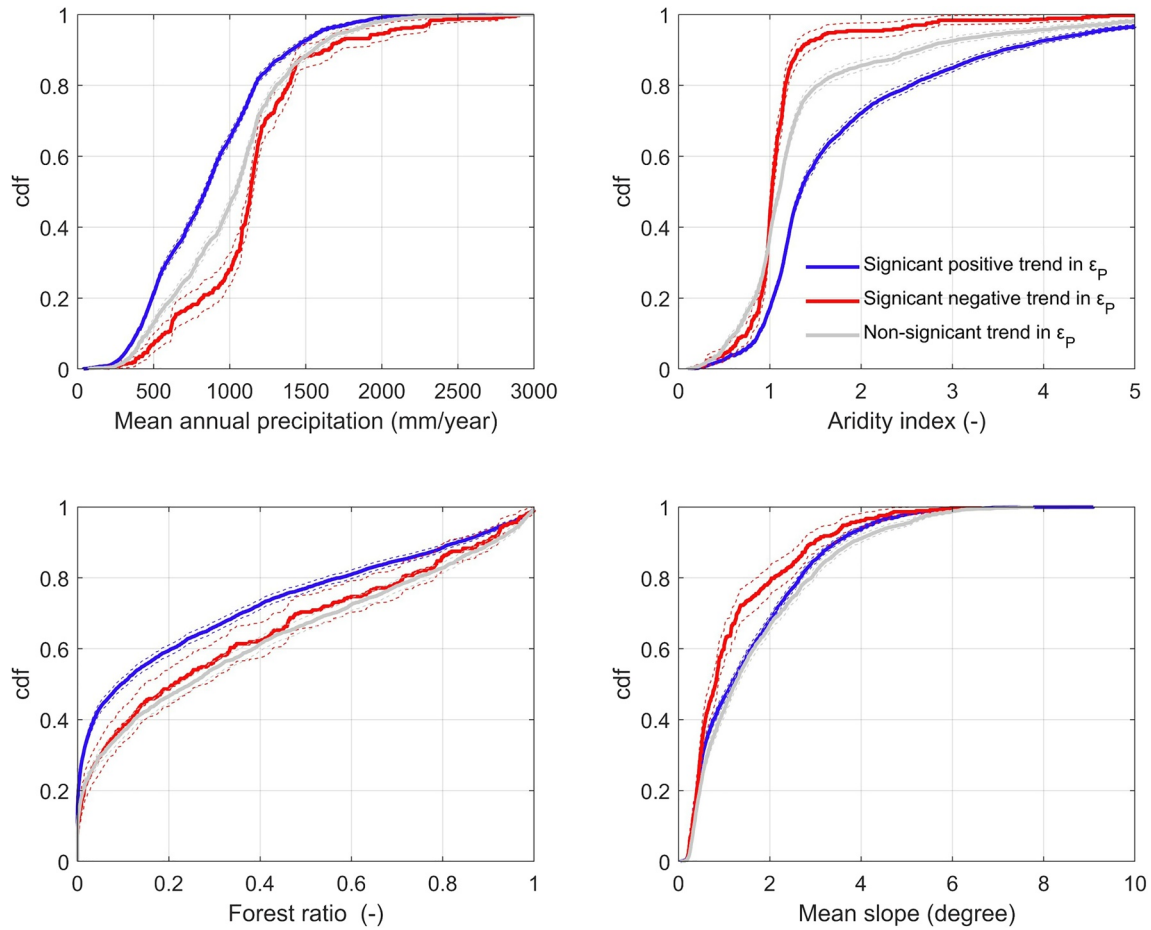 1
0.8
0.6
0.4
0.2
0
cdf
0 500 1000 1500 2000 2500 3000
Mean annual precipitation (mm/year)
1
0.8
0.6
0.4
0.2
0
cdf
Signicant positive trend in εP
Signicant negative trend in εP
Non-signicant trend in εP
0 1 2 3 4 5
Aridity index (-)
1
0.8
0.6
0.4
0.2
0
cdf
0 0.2 0.4 0.6 0.8 1
Forest ratio (-)
1
0.8
0.6
0.4
0.2
0
cdf
0 2 4 6 8 10
Mean slope (degree)